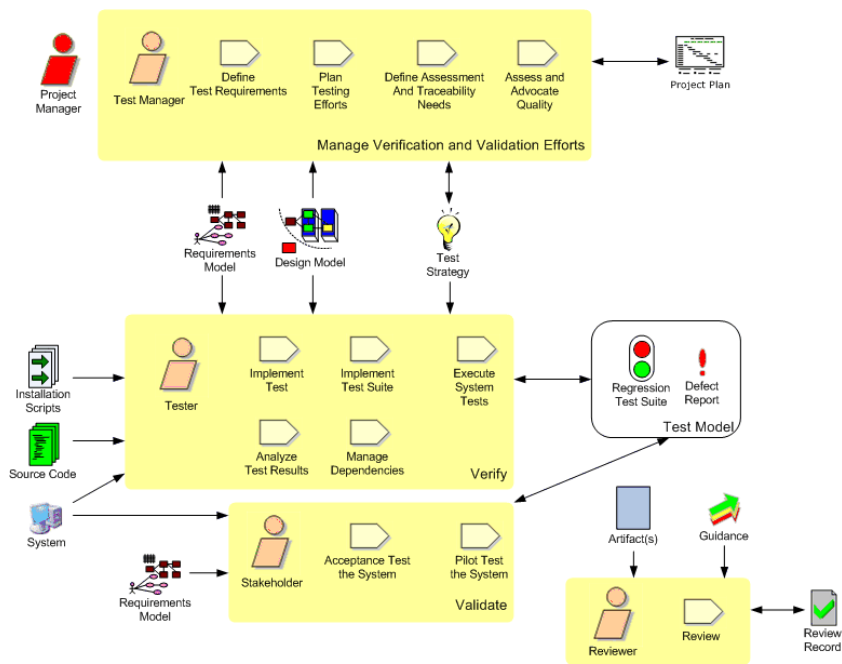 Project
Manager
Test Manager
Define
Test Requirements
Plan
Testing
Efforts
Define Assessment
And Traceability
Needs
Assess and
Advocate
Quality
Manage Verification and Validation Efforts
Project Plan
Requirements
Model
Design Model
Test
Strategy
Installation
Scripts
Source Code
System
Tester
Implement
Test
Implement
Test Suite
Execute
System
Tests
Analyze
Test Results
Manage
Dependencies
Verify
Regression
Test Suite
Defect
Report
Test Model
Requirements
Model
Stakeholder
Acceptance Test
the System
Pilot Test
the System
Validate
Artifact(s)
Guidance
Reviewer
Review
Review
Record